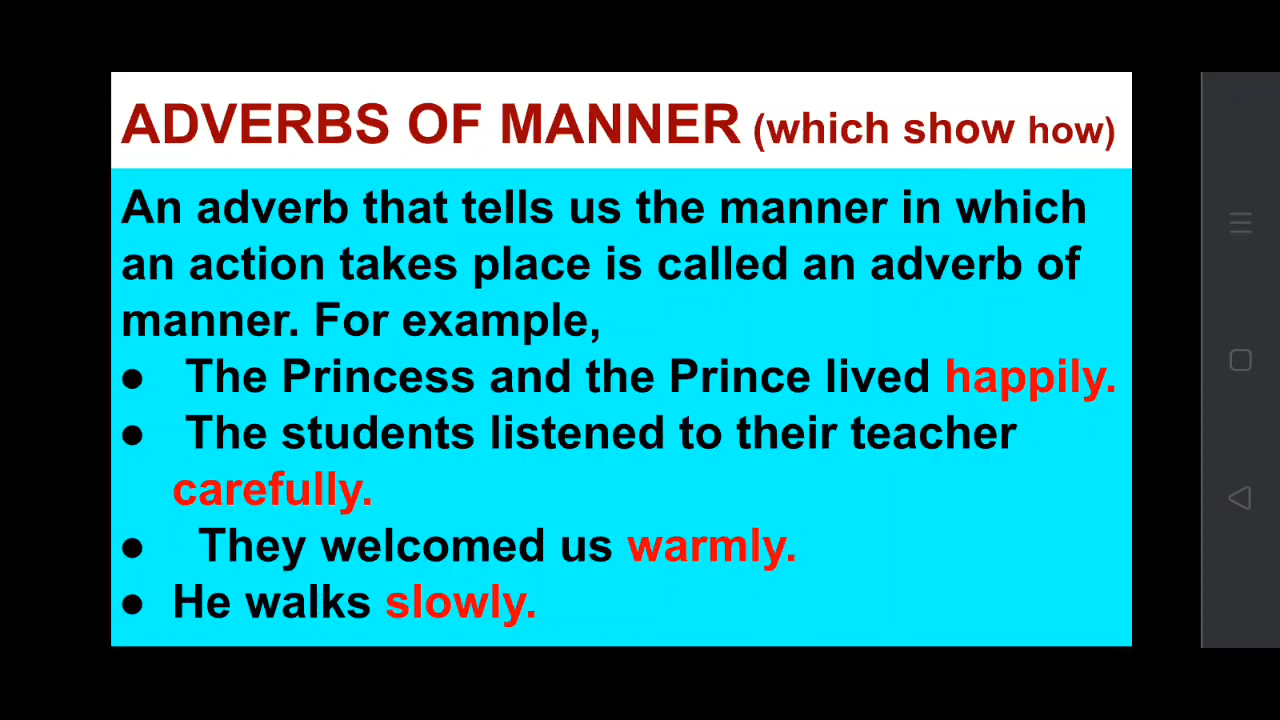 ADVERBS OF MANNER (which show how)
An adverb that tells us the manner in which
an action takes place is called an adverb of
manner. For example,
● The Princess and the Prince lived happily.
● The students listened to their teacher
carefully.
● They welcomed us warmly.
● He walks slowly.